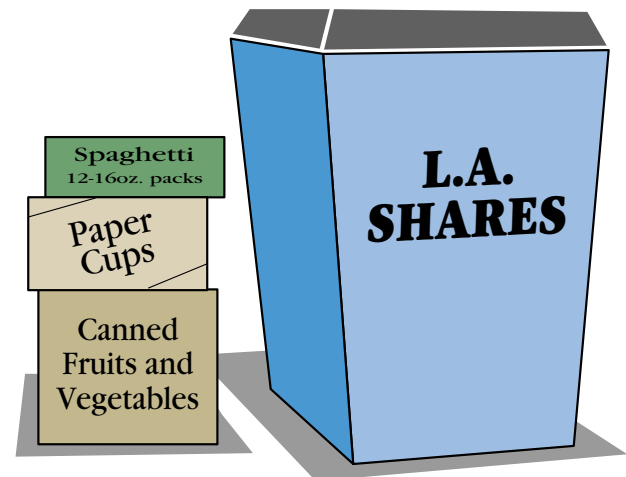 Spaghetti
12-16oz. packs
Paper
Cups
Canned
Fruits and
Vegetables
L.A.
SHARES